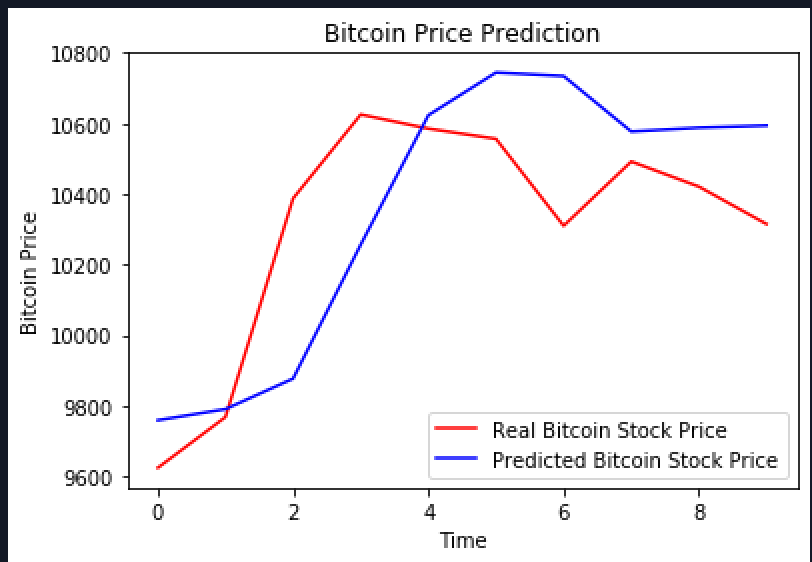 Bitcoin Price Prediction
10800
10600
10400
10200
10000
9800
9600
Bitcoin Price
Real Bitcoin Stock Price
Predicted Bitcoin Stock Price
0 2 4 6 8
Time